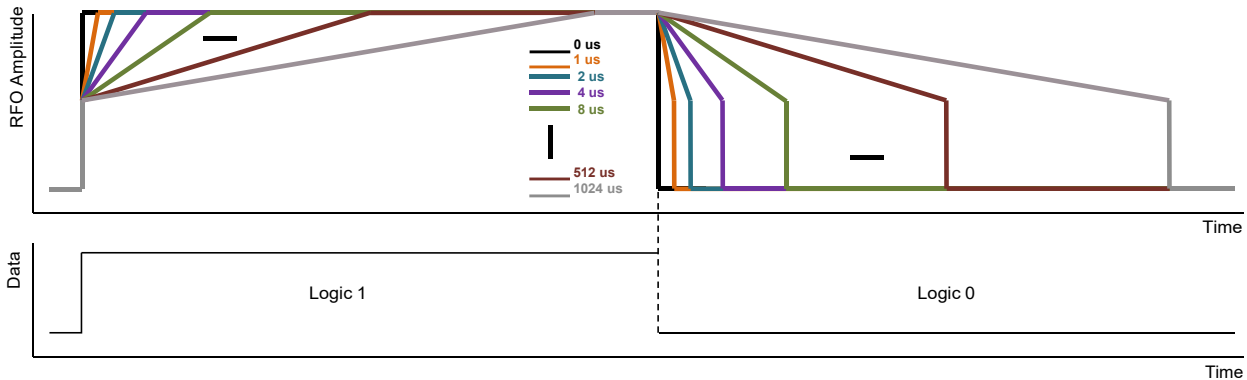 RFO Amplitude
0 us
1 us
2 us
4 us
8 us
512 us
1024 us
Time
Data
Logic 1
Logic 0
Time